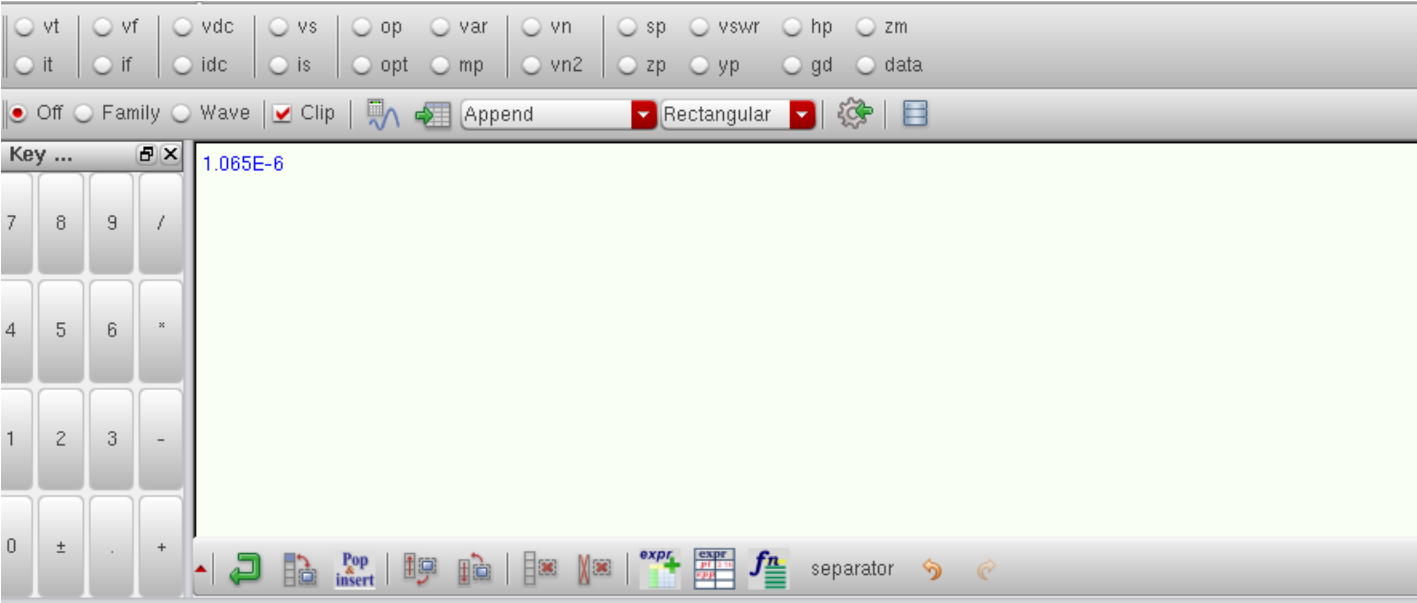 vt vf vdc vs op var vn sp vswr hp zm
it if idc is opt mp vn2 zp yp gd data
Off Family Wave Clip Append Rectangular
Key ...
1.065E-6
7 8 9 /
4 5 6 *
1 2 3 -
0 ± . +
Pop & insert expr expr fn separator